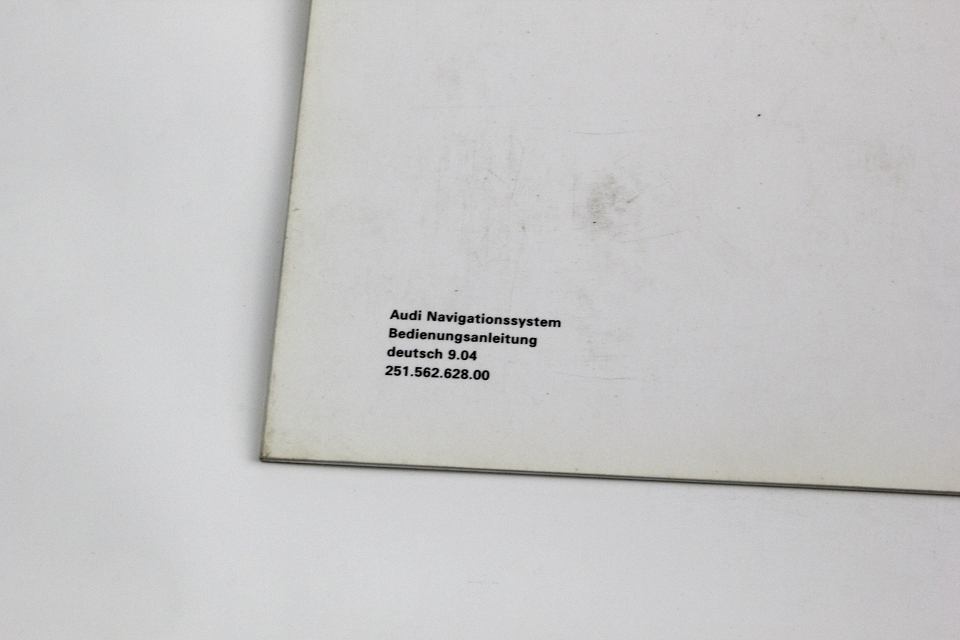 Audi Navigationssystem
Bedienungsanleitung
deutsch 9.04
251.562.628.00